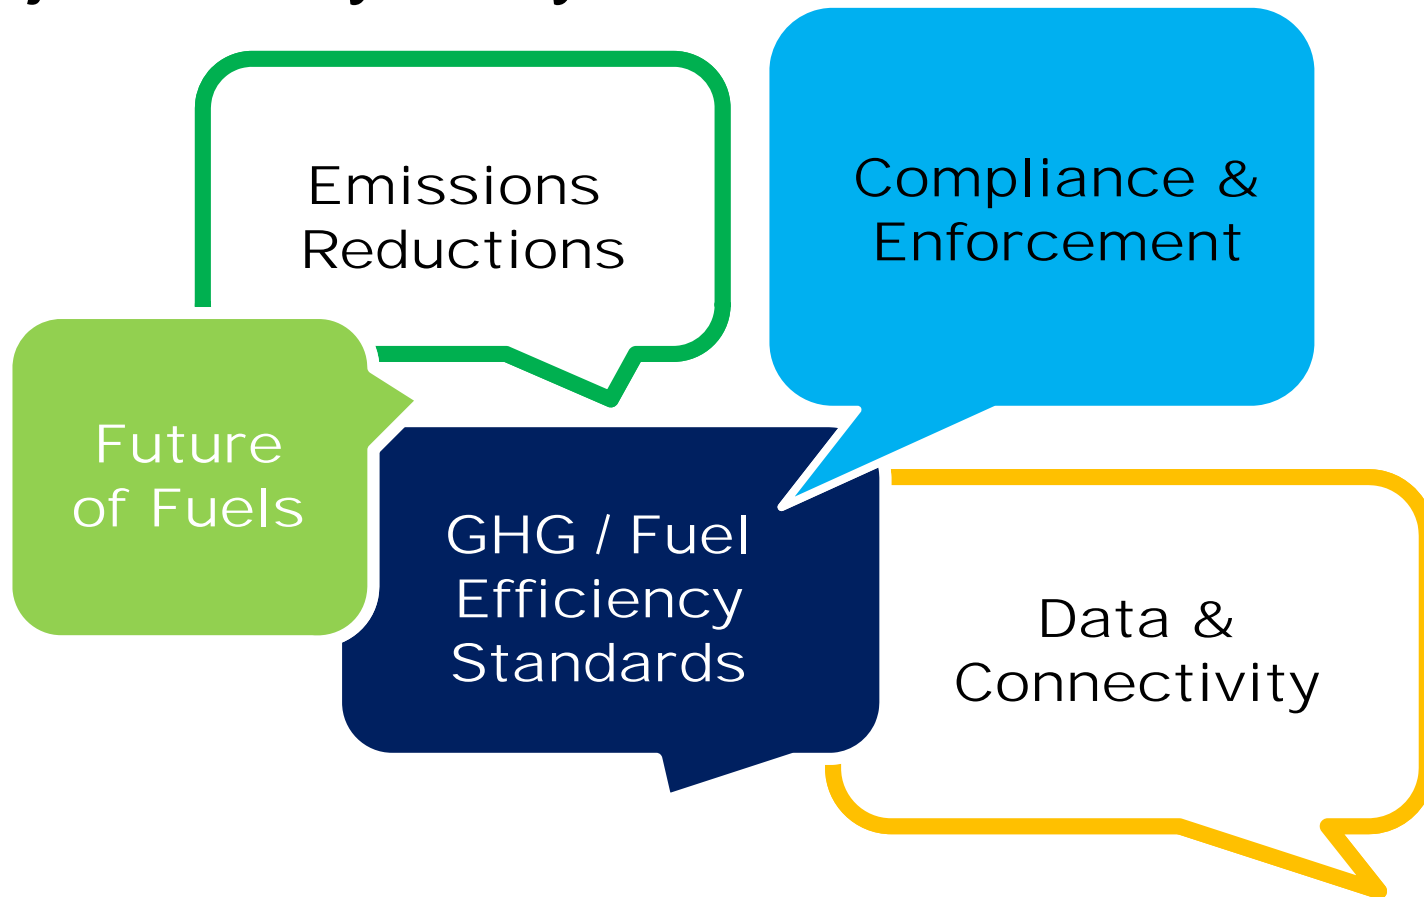 Emissions
Reductions
Compliance &
Enforcement
Future
of Fuels
GHG / Fuel
Efficiency
Standards
Data &
Connectivity